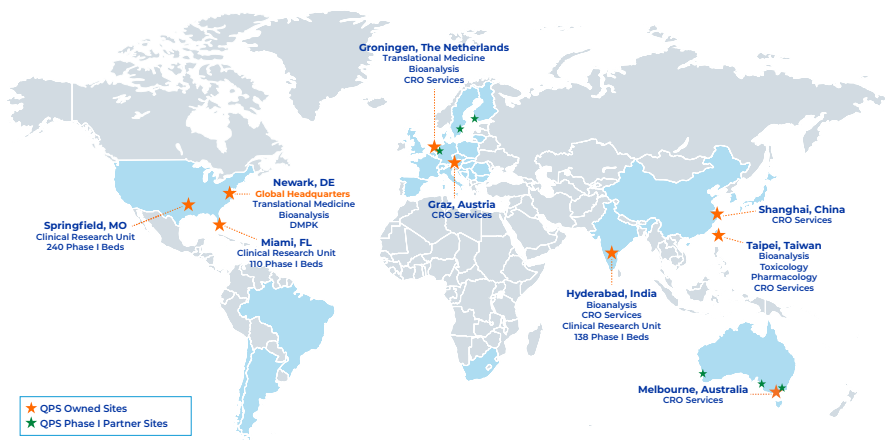 Groningen, The Netherlands
Translational Medicine
Bioanalysis
CRO Services
Newark, DE
Global Headquarters
Translational Medicine
Bioanalysis
DMPK
Springfield, MO
Clinical Research Unit
240 Phase I Beds
Miami, FL
Clinical Research Unit
110 Phase I Beds
Graz, Austria
CRO Services
Shanghai, China
CRO Services
Taipei, Taiwan
Bioanalysis
Toxicology
Pharmacology
CRO Services
Hyderabad, India
Bioanalysis
CRO Services
Clinical Research Unit
138 Phase I Beds
Melbourne, Australia
CRO Services
QPS Owned Sites
QPS Phase I Partner Sites